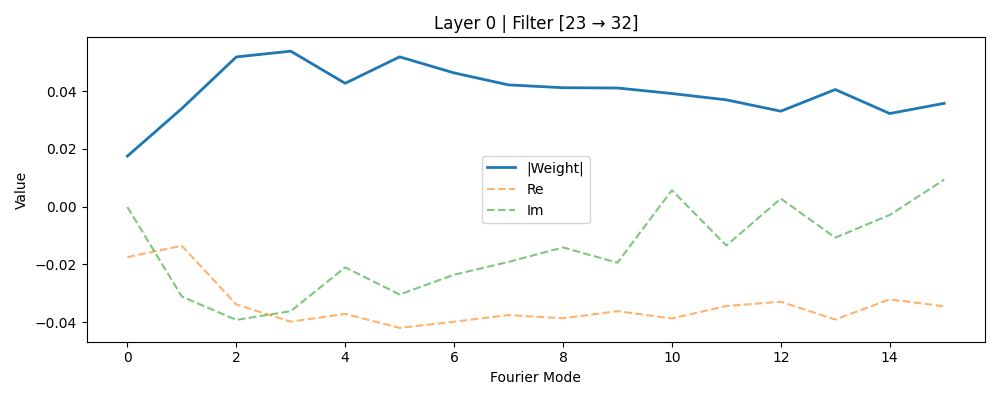 Layer 0 | Filter [23 → 32]
0.04
0.02
0.00
−0.02
−0.04
Value
|Weight|
Re
Im
0 2 4 6 8 10 12 14
Fourier Mode